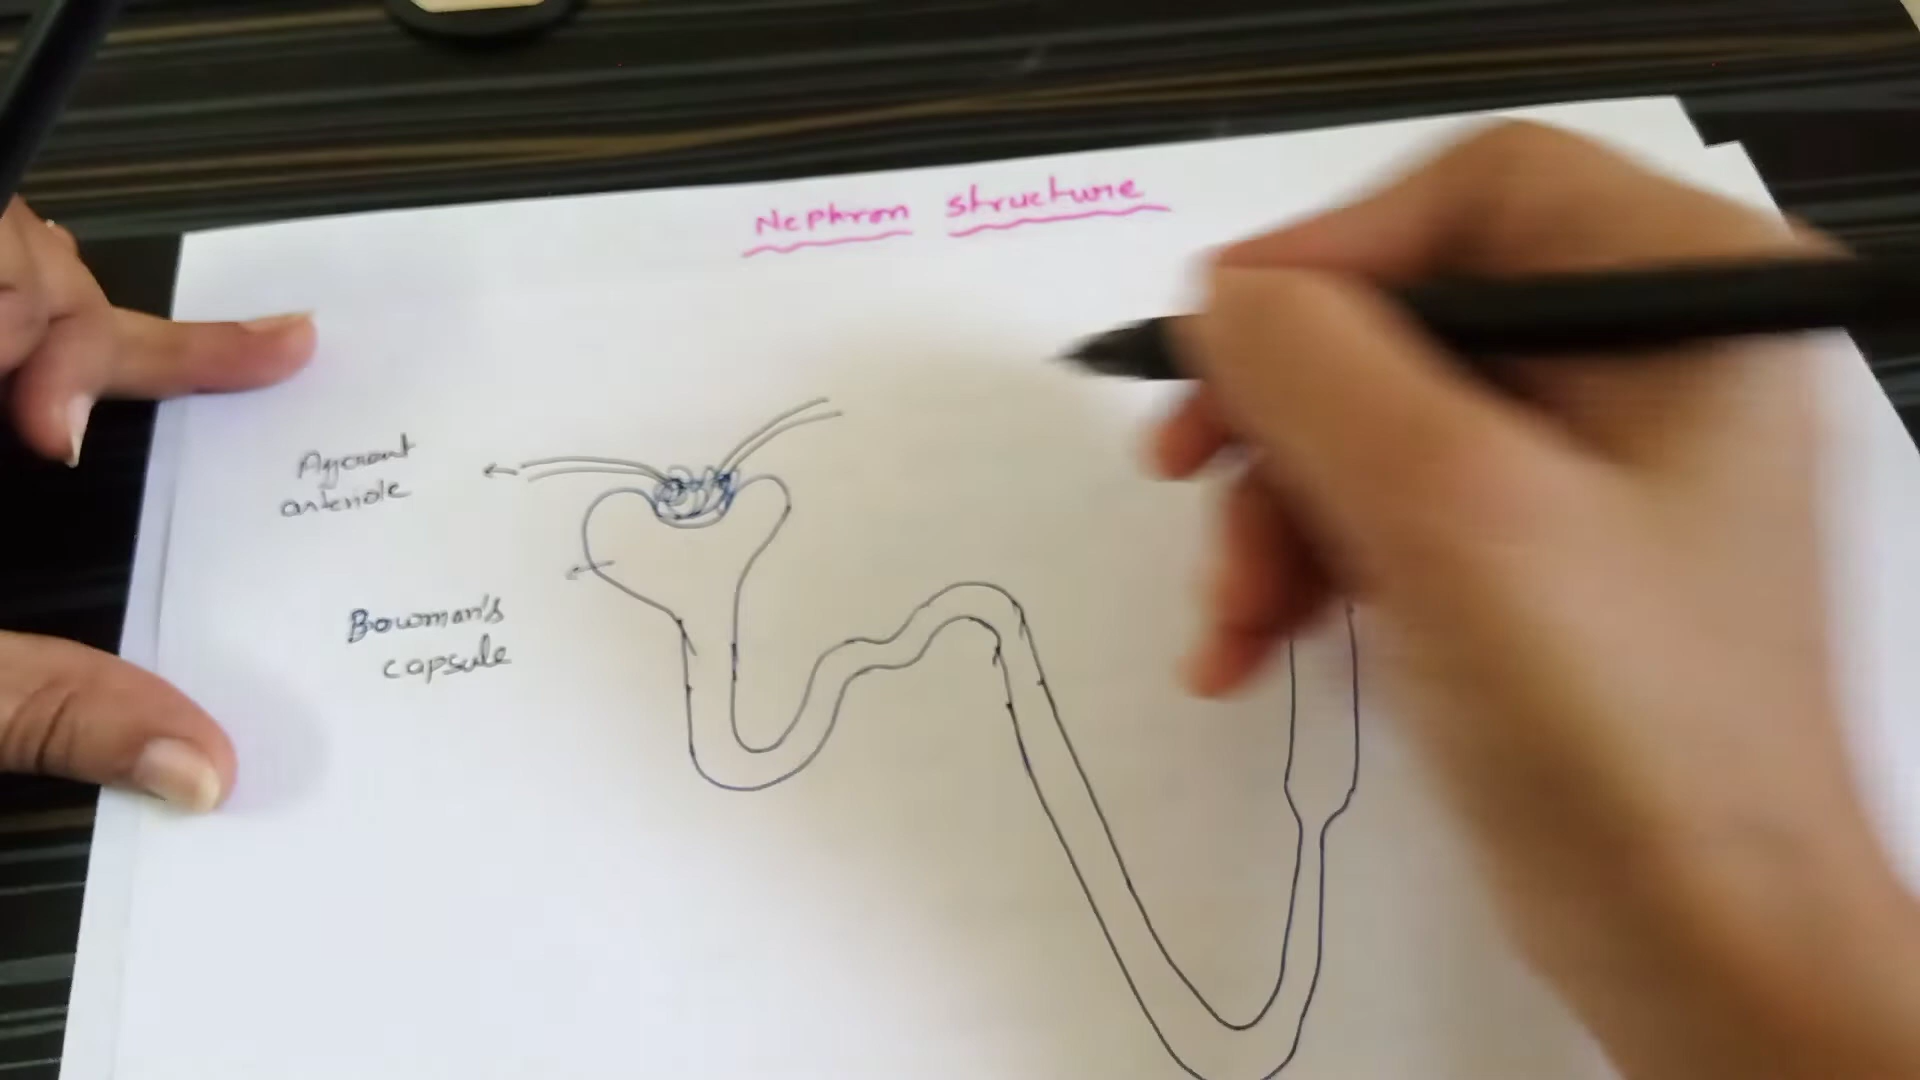 Nephron structure
Afferent
arteriole
Bowman's
capsule